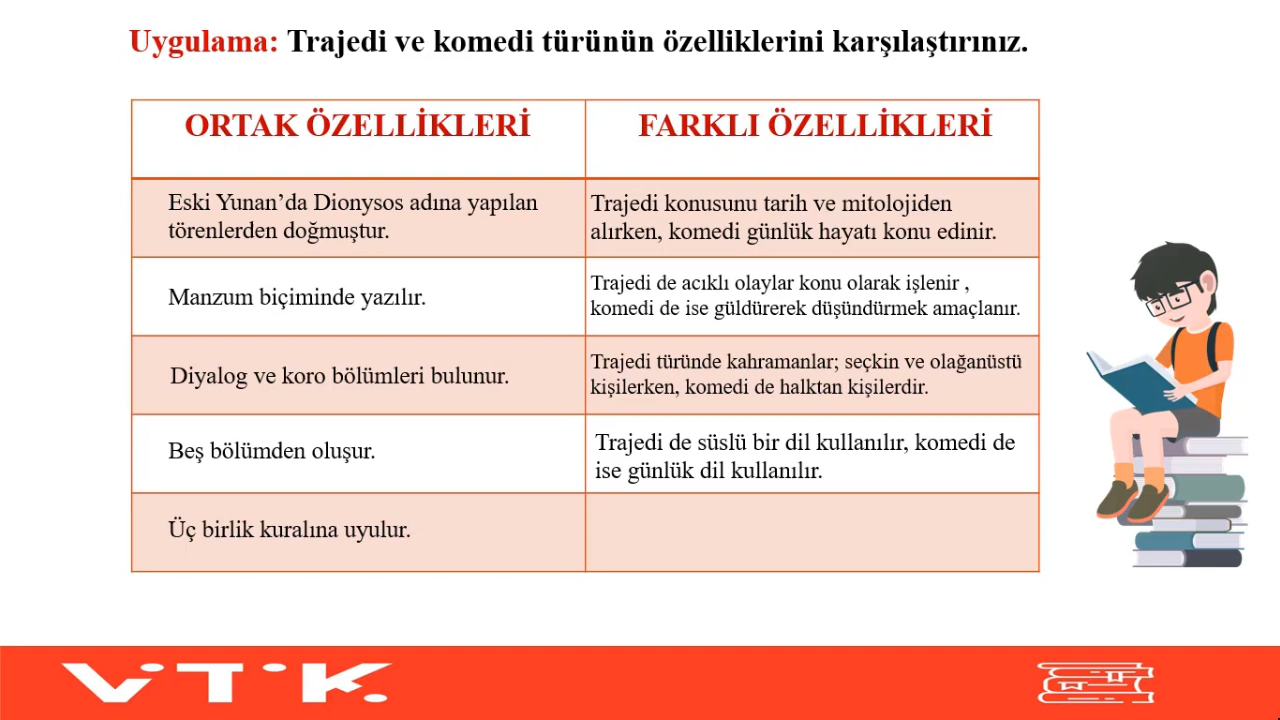 Uygulama: Trajedi ve komedi türünün özelliklerini karşılaştırınız.
ORTAK ÖZELLİKLERİ
FARKLI ÖZELLİKLERİ
Eski Yunan’da Dionysos adına yapılan
törenlerden doğmuştur.
Trajedi konusunu tarih ve mitolojiden
alırken, komedi günlük hayatı konu edinir.
Manzum biçiminde yazılır.
Trajedi de acıklı olaylar konu olarak işlenir ,
komedi de ise güldürerek düşündürmek amaçlanır.
Diyalog ve koro bölümleri bulunur.
Trajedi türünde kahramanlar; seçkin ve olağanüstü
kişilerken, komedi de halktan kişilerdir.
Beş bölümden oluşur.
Trajedi de süslü bir dil kullanılır, komedi de
ise günlük dil kullanılır.
Üç birlik kuralına uyulur.
VİTİK